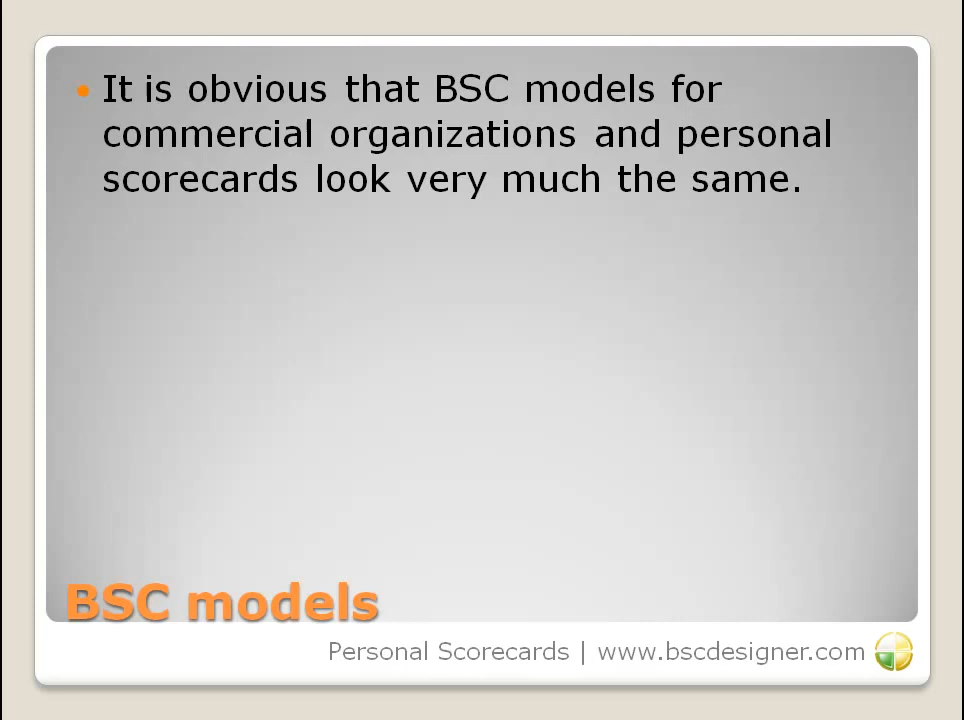 • It is obvious that BSC models for
commercial organizations and personal
scorecards look very much the same.
BSC models
Personal Scorecards | www.bscdesigner.com